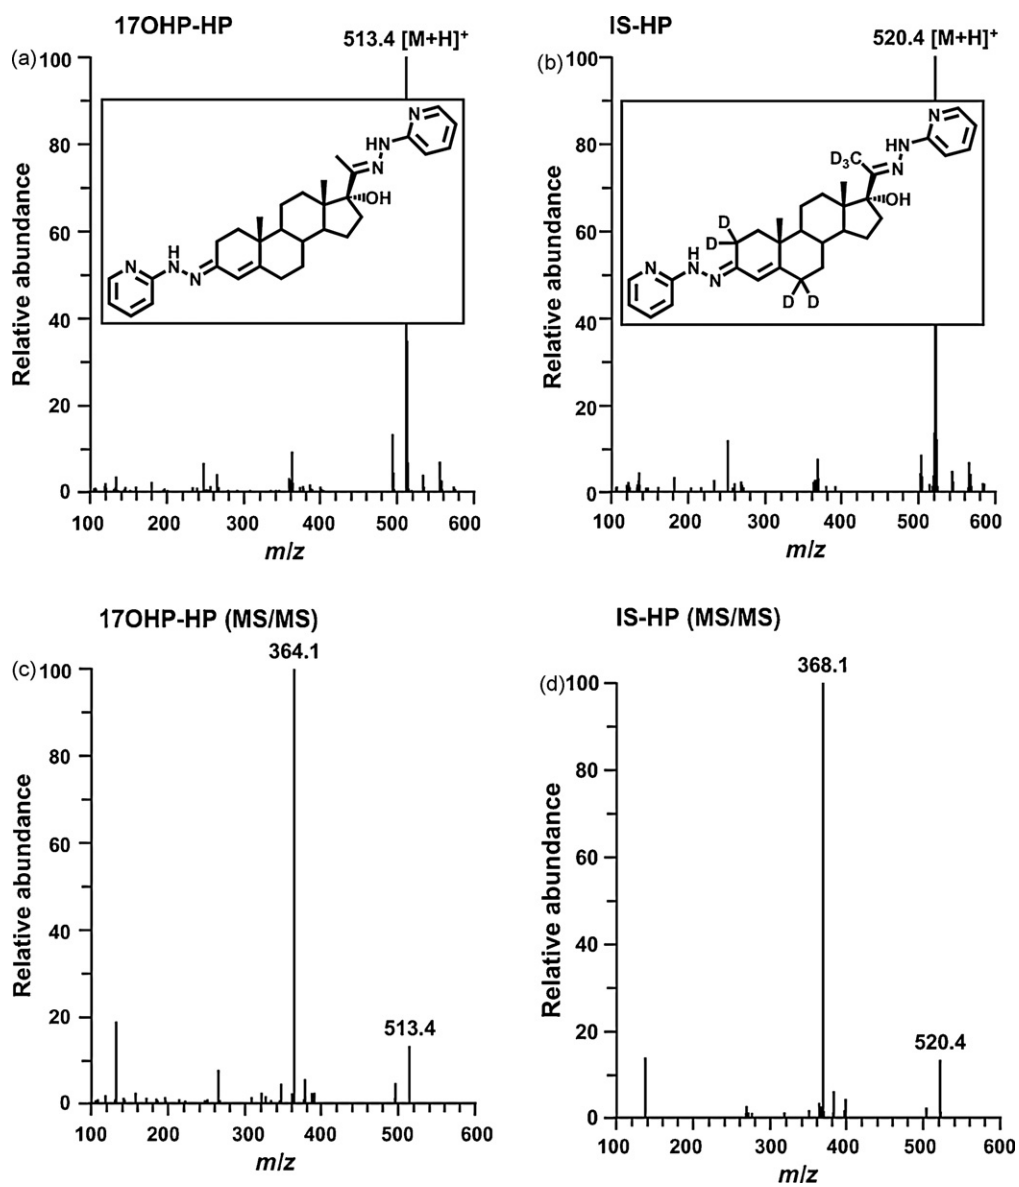 17OHP-HP
(a)
513.4 [M+H]⁺
100
80
60
40
20
0
Relative abundance
N
HN
N
OH
H
N
N
N
100 200 300 400 500 600
m/z
IS-HP
(b)
520.4 [M+H]⁺
100
80
60
40
20
0
Relative abundance
N
HN
D₃C
N
OH
D
D
H
N
N
N
D D
100 200 300 400 500 600
m/z
17OHP-HP (MS/MS)
(c)
364.1
100
80
60
40
20
0
Relative abundance
513.4
100 200 300 400 500 600
m/z
IS-HP (MS/MS)
(d)
368.1
100
80
60
40
20
0
Relative abundance
520.4
100 200 300 400 500 600
m/z